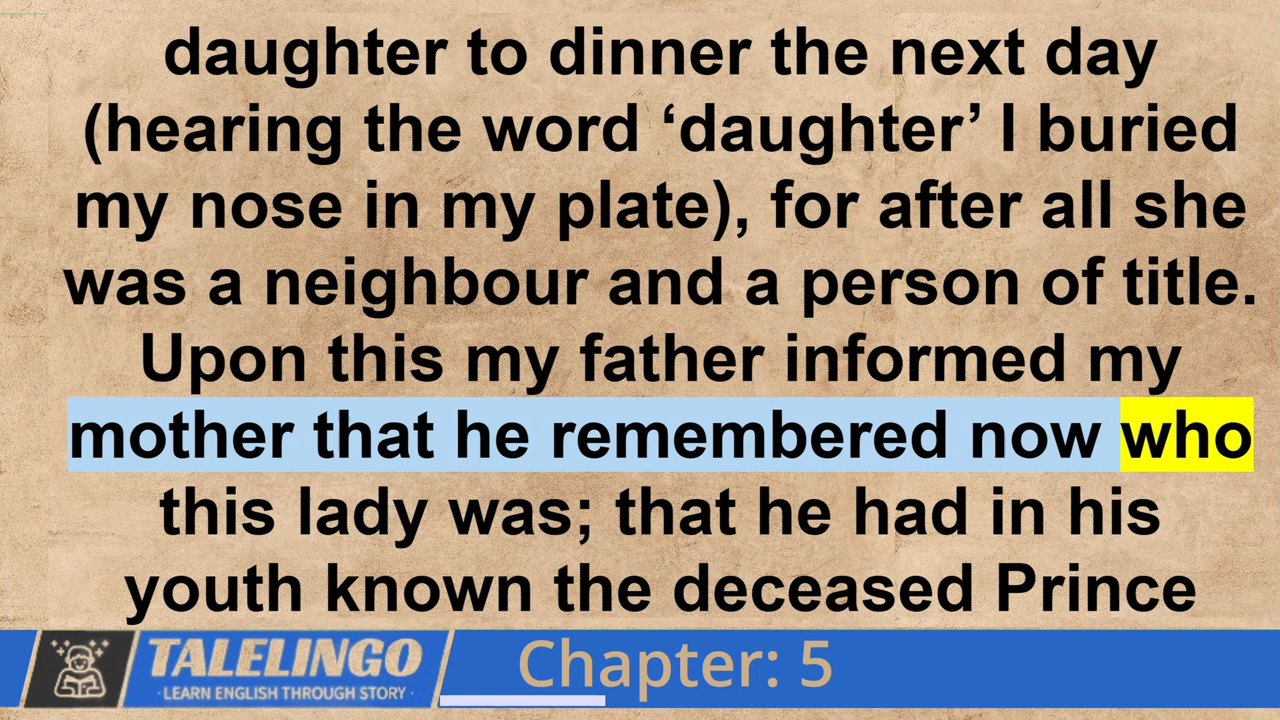 daughter to dinner the next day
(hearing the word ‘daughter’ I buried
my nose in my plate), for after all she
was a neighbour and a person of title.
Upon this my father informed my
mother that he remembered now who
this lady was; that he had in his
youth known the deceased Prince
TALELINGO
· LEARN ENGLISH THROUGH STORY ·
Chapter: 5